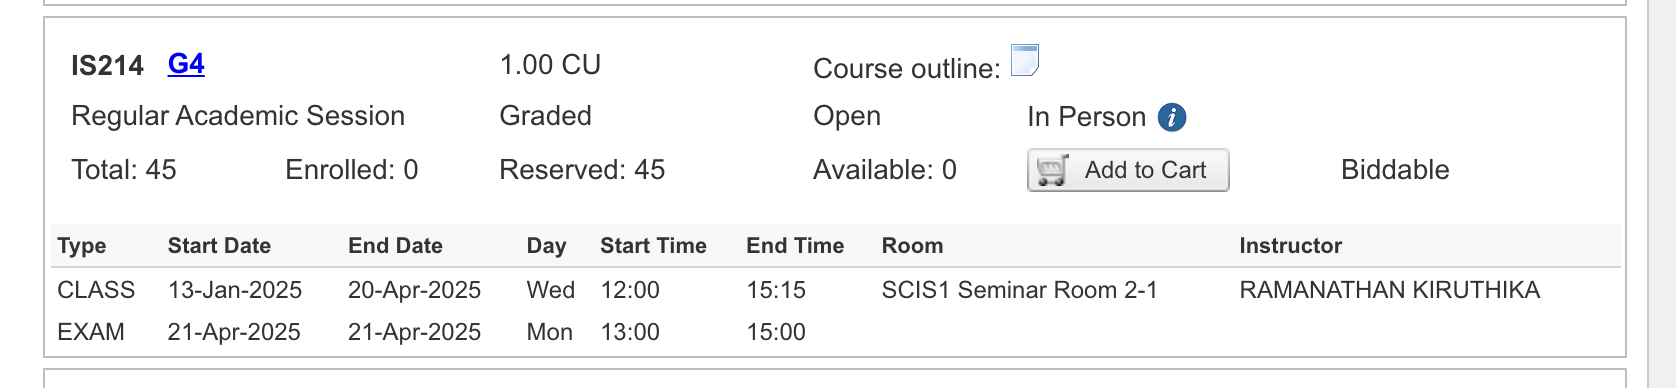 IS214 G4 1.00 CU Course outline:
Regular Academic Session Graded Open In Person i
Total: 45 Enrolled: 0 Reserved: 45 Available: 0 Add to Cart Biddable
Type Start Date End Date Day Start Time End Time Room Instructor
CLASS 13-Jan-2025 20-Apr-2025 Wed 12:00 15:15 SCIS1 Seminar Room 2-1 RAMANATHAN KIRUTHIKA
EXAM 21-Apr-2025 21-Apr-2025 Mon 13:00 15:00